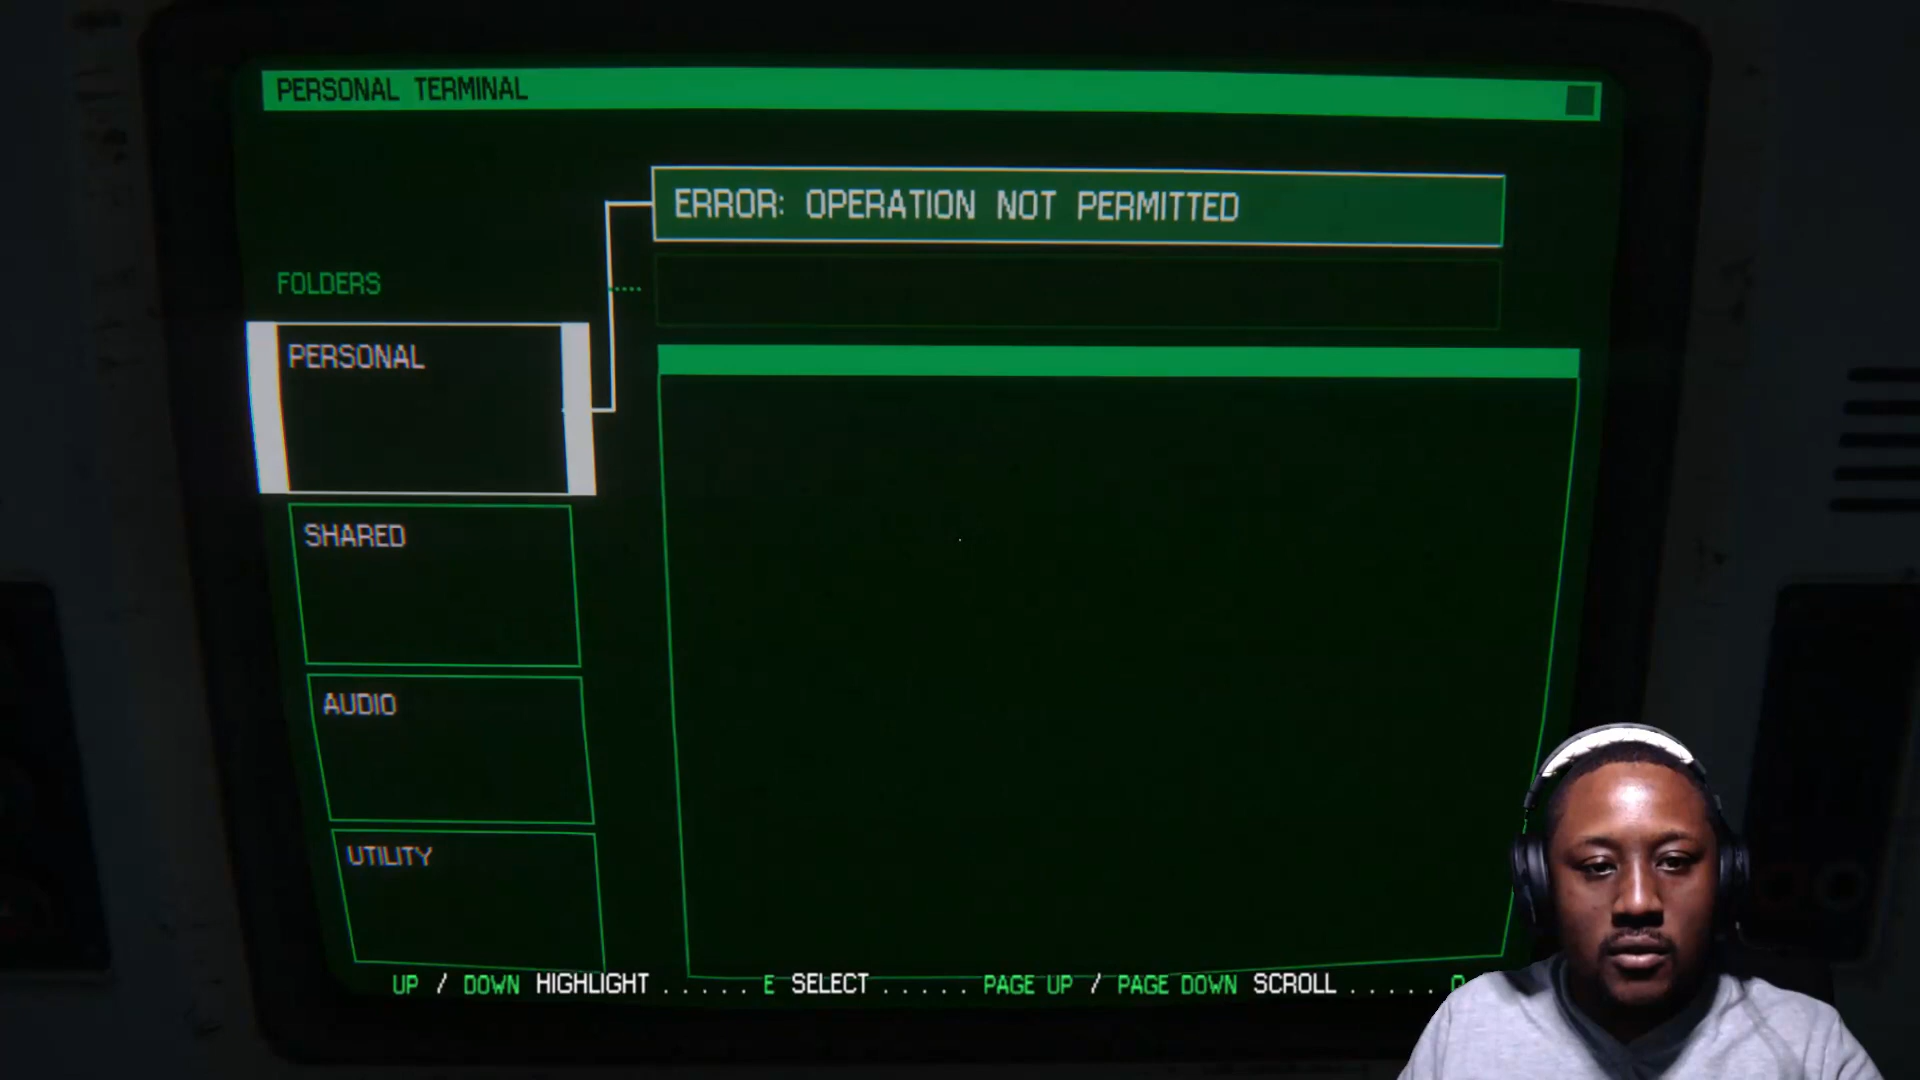 PERSONAL TERMINAL
ERROR: OPERATION NOT PERMITTED
FOLDERS
PERSONAL
SHARED
AUDIO
UTILITY
UP / DOWN HIGHLIGHT ..... E SELECT ..... PAGE UP / PAGE DOWN SCROLL .....